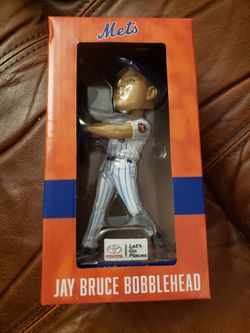 Mets
TOYOTA
Let's
Go
Places
JAY BRUCE BOBBLEHEAD